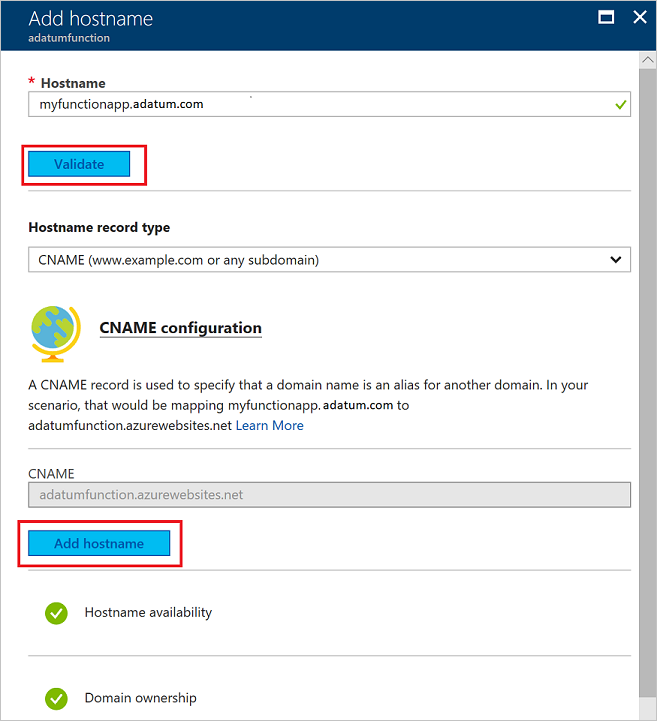 Add hostname
adatumfunction
* Hostname
myfunctionapp.adatum.com
Validate
Hostname record type
CNAME (www.example.com or any subdomain)
CNAME configuration
A CNAME record is used to specify that a domain name is an alias for another domain. In your
scenario, that would be mapping myfunctionapp.adatum.com to
adatumfunction.azurewebsites.net Learn More
CNAME
adatumfunction.azurewebsites.net
Add hostname
Hostname availability
Domain ownership